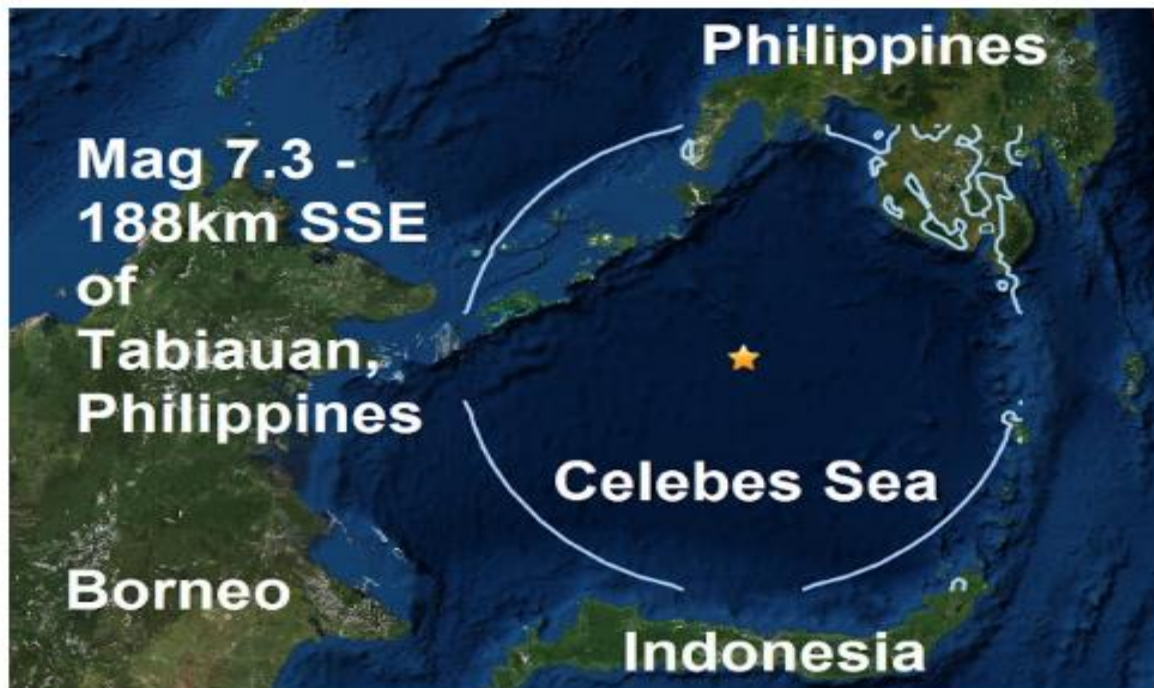 Philippines
Mag 7.3 -
188km SSE
of
Tabiauan,
Philippines
Celebes Sea
Borneo
Indonesia